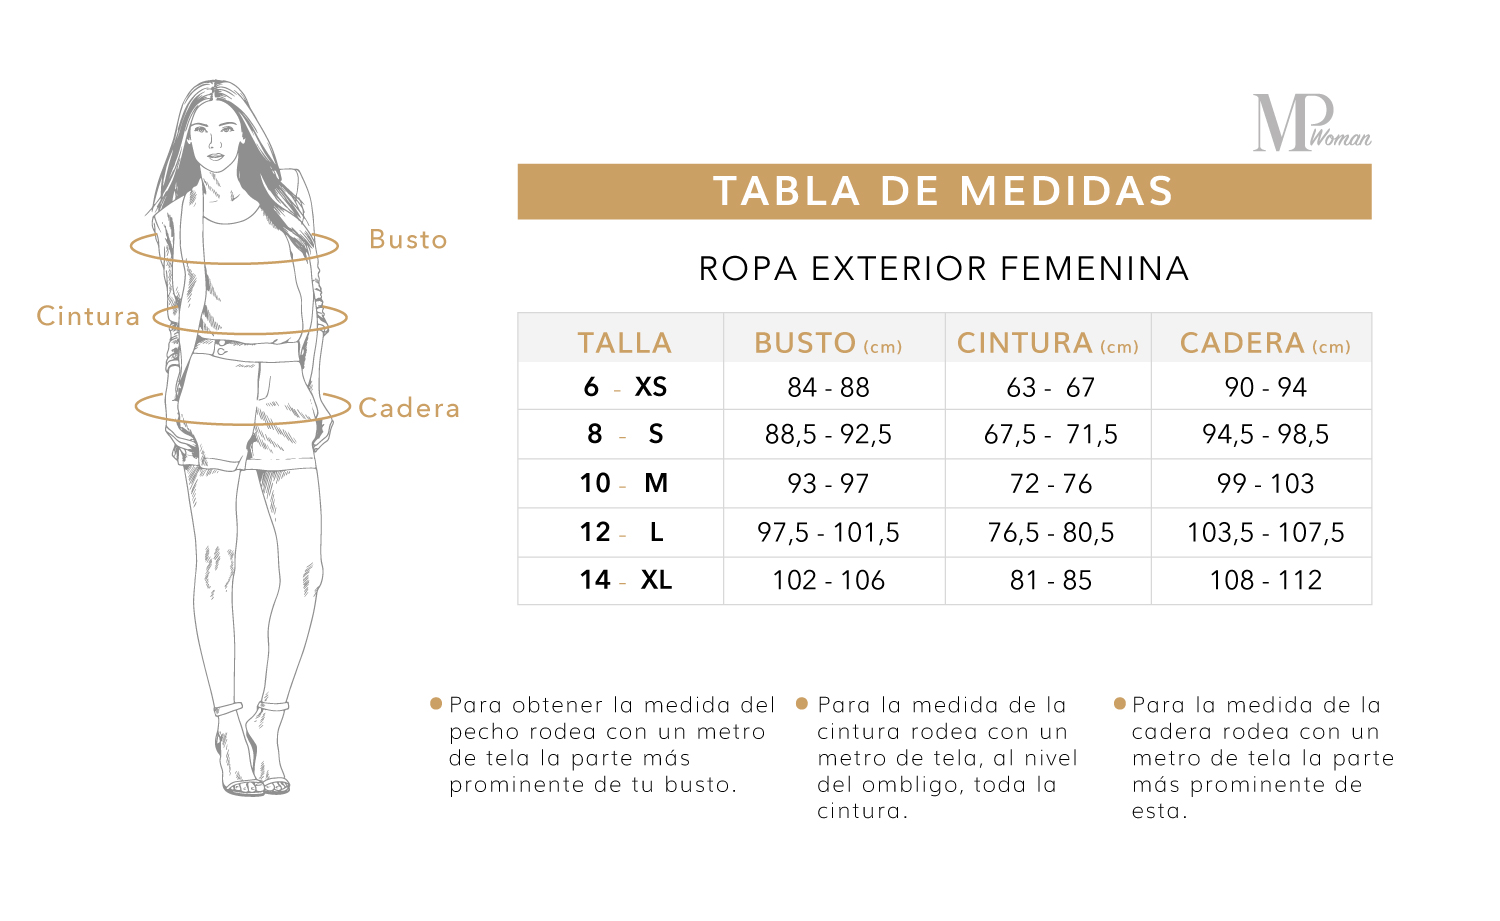 MP Woman
TABLA DE MEDIDAS
ROPA EXTERIOR FEMENINA
Busto
Cintura
Cadera
TALLA BUSTO (cm) CINTURA (cm) CADERA (cm)
6 - XS 84 - 88 63 - 67 90 - 94
8 - S 88,5 - 92,5 67,5 - 71,5 94,5 - 98,5
10 - M 93 - 97 72 - 76 99 - 103
12 - L 97,5 - 101,5 76,5 - 80,5 103,5 - 107,5
14 - XL 102 - 106 81 - 85 108 - 112
Para obtener la medida del
pecho rodea con un metro
de tela la parte más
prominente de tu busto.
Para la medida de la
cintura rodea con un
metro de tela, al nivel
del ombligo, toda la
cintura.
Para la medida de la
cadera rodea con un
metro de tela la parte
más prominente de
esta.